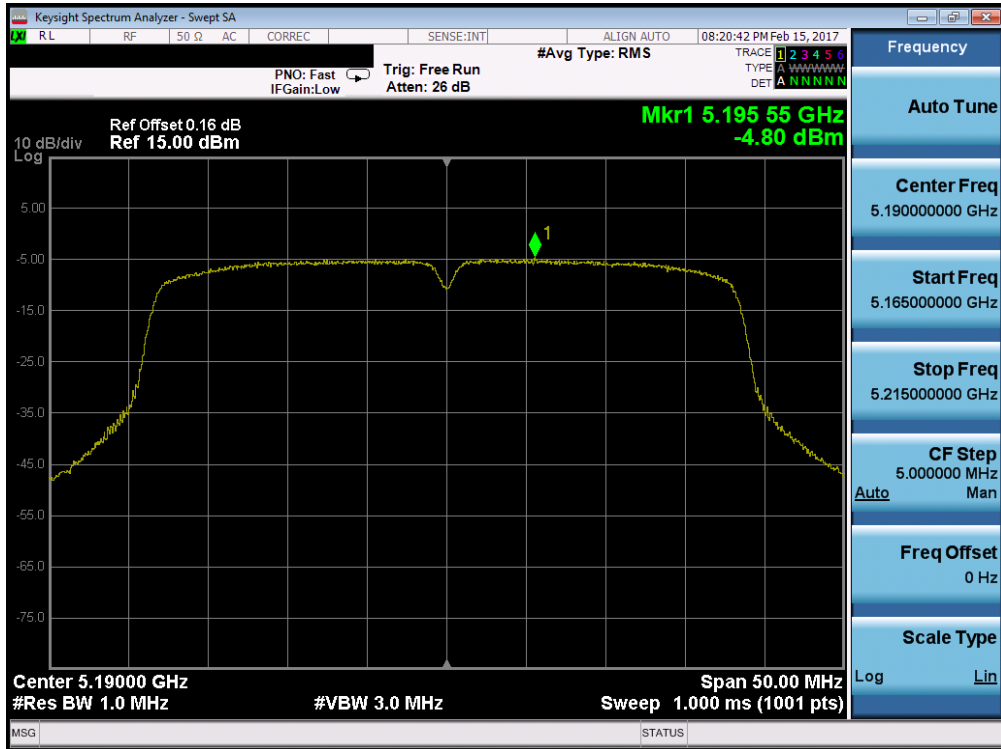 Keysight Spectrum Analyzer - Swept SA
LXI RL RF 50 Ω AC CORREC SENSE:INT ALIGN AUTO 08:20:42 PM Feb 15, 2017
#Avg Type: RMS TRACE 1 2 3 4 5 6
PNO: Fast Trig: Free Run TYPE A WWWWW
IFGain:Low Atten: 26 dB DET A N N N N N
Mkr1 5.195 55 GHz
Ref Offset 0.16 dB -4.80 dBm
10 dB/div Ref 15.00 dBm
Log
5.00
1
-5.00
-15.0
-25.0
-35.0
-45.0
-55.0
-65.0
-75.0
Center 5.19000 GHz Span 50.00 MHz
#Res BW 1.0 MHz #VBW 3.0 MHz Sweep 1.000 ms (1001 pts)
MSG STATUS
Frequency
Auto Tune
Center Freq
5.190000000 GHz
Start Freq
5.165000000 GHz
Stop Freq
5.215000000 GHz
CF Step
5.000000 MHz
Auto Man
Freq Offset
0 Hz
Scale Type
Log Lin